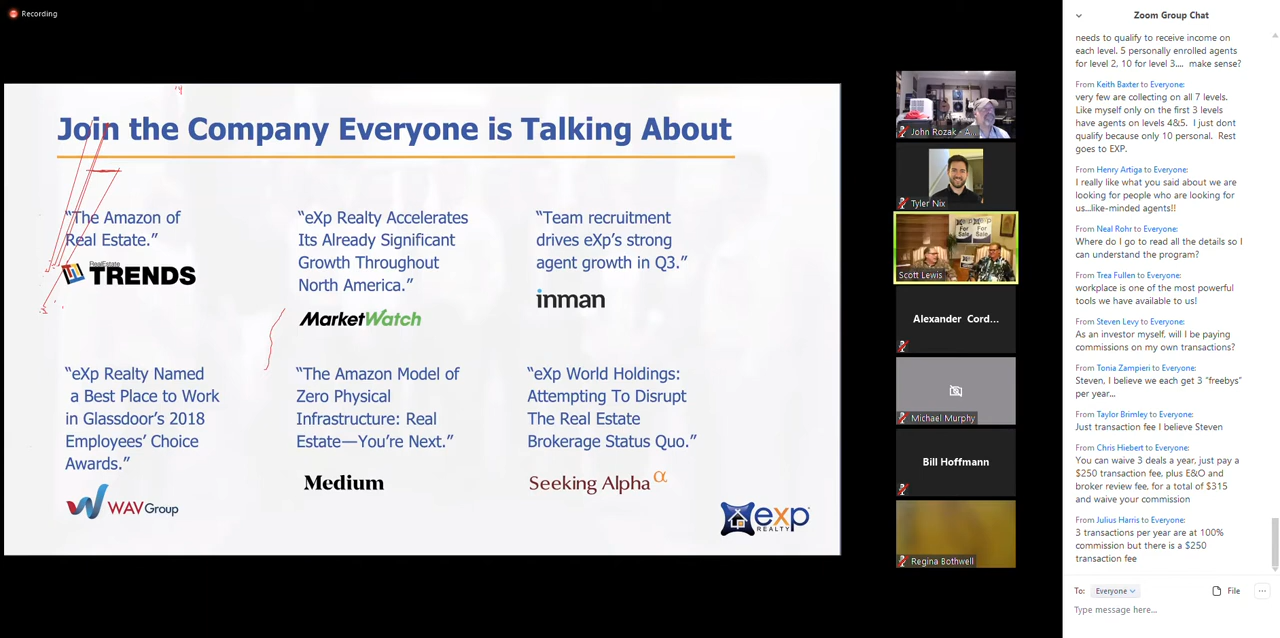 Recording
Join the Company Everyone is Talking About
“The Amazon of
Real Estate.”
RealEstate
TRENDS
“eXp Realty Accelerates
Its Already Significant
Growth Throughout
North America.”
MarketWatch
“Team recruitment
drives eXp’s strong
agent growth in Q3.”
inman
“eXp Realty Named
a Best Place to Work
in Glassdoor’s 2018
Employees’ Choice
Awards.”
WAVGroup
“The Amazon Model of
Zero Physical
Infrastructure: Real
Estate—You’re Next.”
Medium
“eXp World Holdings:
Attempting To Disrupt
The Real Estate
Brokerage Status Quo.”
Seeking Alpha α
eXp
REALTY
John Rozak - A...
Tyler Nix
For
Sale
For
Sale
Scott Lewis
Alexander Cord...
Michael Murphy
Bill Hoffmann
Regina Bothwell
Zoom Group Chat
needs to qualify to receive income on
each level. 5 personally enrolled agents
for level 2, 10 for level 3.... make sense?
From Keith Baxter to Everyone:
very few are collecting on all 7 levels.
Like myself only on the first 3 levels
have agents on levels 4&5. I just dont
qualify because only 10 personal. Rest
goes to EXP.
From Henry Artiga to Everyone:
I really like what you said about we are
looking for people who are looking for
us...like-minded agents!!
From Neal Rohr to Everyone:
Where do I go to read all the details so I
can understand the program?
From Trea Fullen to Everyone:
workplace is one of the most powerful
tools we have available to us!
From Steven Levy to Everyone:
As an investor myself. will I be paying
commissions on my own transactions?
From Tonia Zampieri to Everyone:
Steven, I believe we each get 3 “freebys”
per year...
From Taylor Brimley to Everyone:
Just transaction fee I believe Steven
From Chris Hiebert to Everyone:
You can waive 3 deals a year, just pay a
$250 transaction fee, plus E&O and
broker review fee, for a total of $315
and waive your commission
From Julius Harris to Everyone:
3 transactions per year are at 100%
commission but there is a $250
transaction fee
To: Everyone
File
...
Type message here...